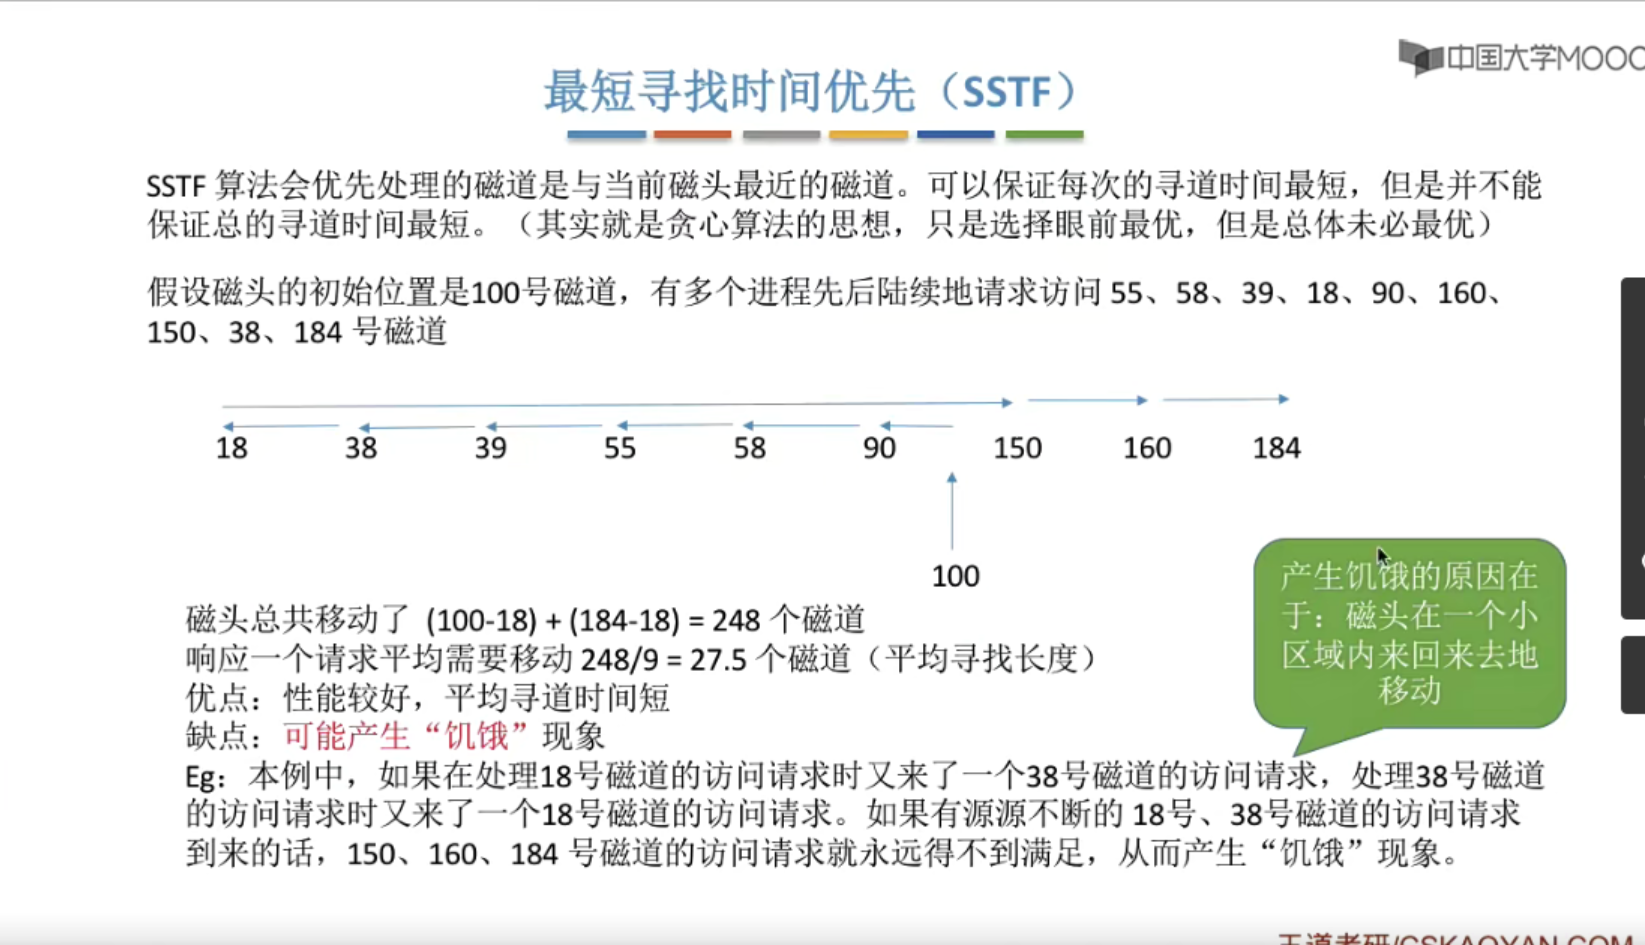 中国大学MOOC
最短寻找时间优先（SSTF）
SSTF 算法会优先处理的磁道是与当前磁头最近的磁道。可以保证每次的寻道时间最短，但是并不能
保证总的寻道时间最短。（其实就是贪心算法的思想，只是选择眼前最优，但是总体未必最优）
假设磁头的初始位置是100号磁道，有多个进程先后陆续地请求访问 55、58、39、18、90、160、
150、38、184 号磁道
18 38 39 55 58 90 150 160 184
100
产生饥饿的原因在
于：磁头在一个小
区域内来回来去地
移动
磁头总共移动了 (100-18) + (184-18) = 248 个磁道
响应一个请求平均需要移动 248/9 = 27.5 个磁道（平均寻找长度）
优点：性能较好，平均寻道时间短
缺点：可能产生“饥饿”现象
Eg：本例中，如果在处理18号磁道的访问请求时又来了一个38号磁道的访问请求，处理38号磁道
的访问请求时又来了一个18号磁道的访问请求。如果有源源不断的 18号、38号磁道的访问请求
到来的话，150、160、184 号磁道的访问请求就永远得不到满足，从而产生“饥饿”现象。
王道考研/CSKAOYAN.COM